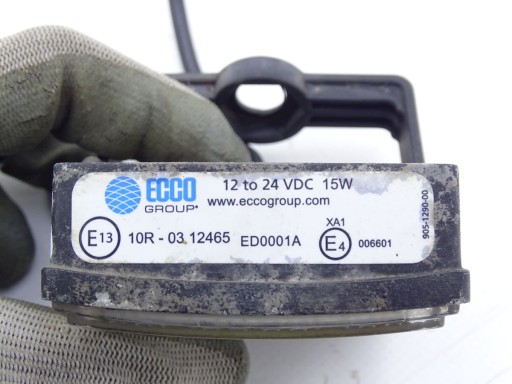 ECCO
GROUP®
12 to 24 VDC 15W
www.eccogroup.com
E13 10R - 03 12465 ED0001A
XA1
E4 006601
905-1290-00